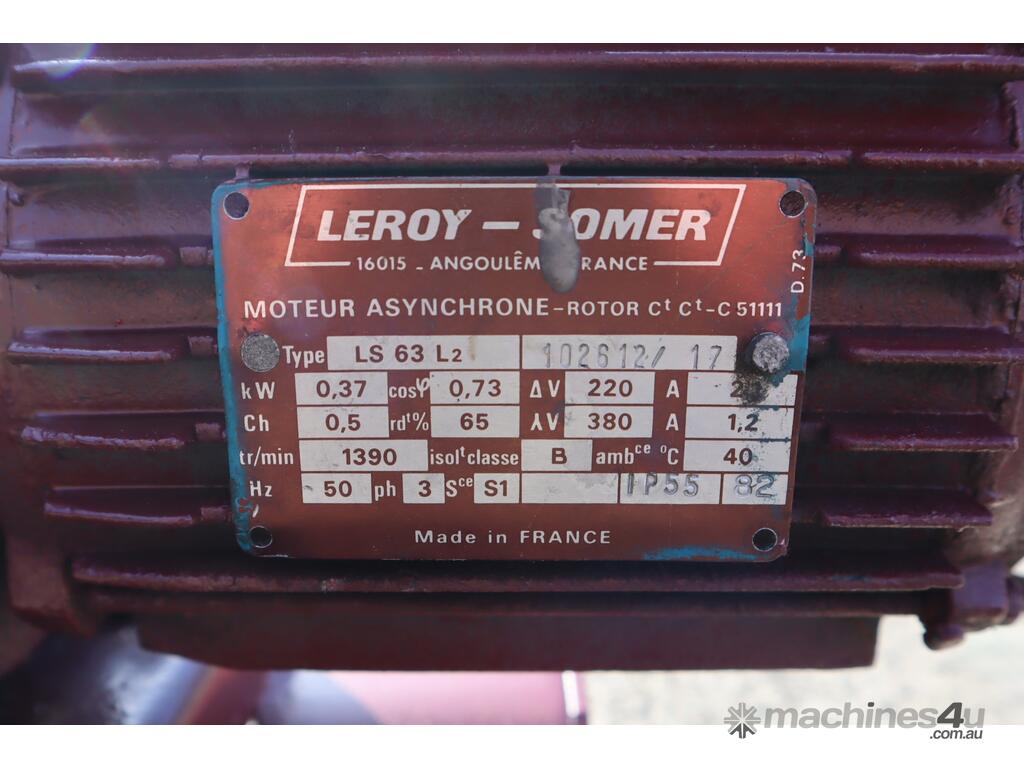 LEROY – SOMER
16015 - ANGOULÊME FRANCE
D.73
MOTEUR ASYNCHRONE - ROTOR Cᵗ Cᵗ - C 51111
Type LS 63 L2 102612/ 17
kW 0,37 cosφ 0,73 ΔV 220 A
Ch 0,5 rdᵗ% 65 λV 380 A 1,2
tr/min 1390 isolᵗ classe B ambᶜᵉ °C 40
Hz 50 ph 3 Sᶜᵉ S1 IP55 82
Made in FRANCE
machines4u
.com.au